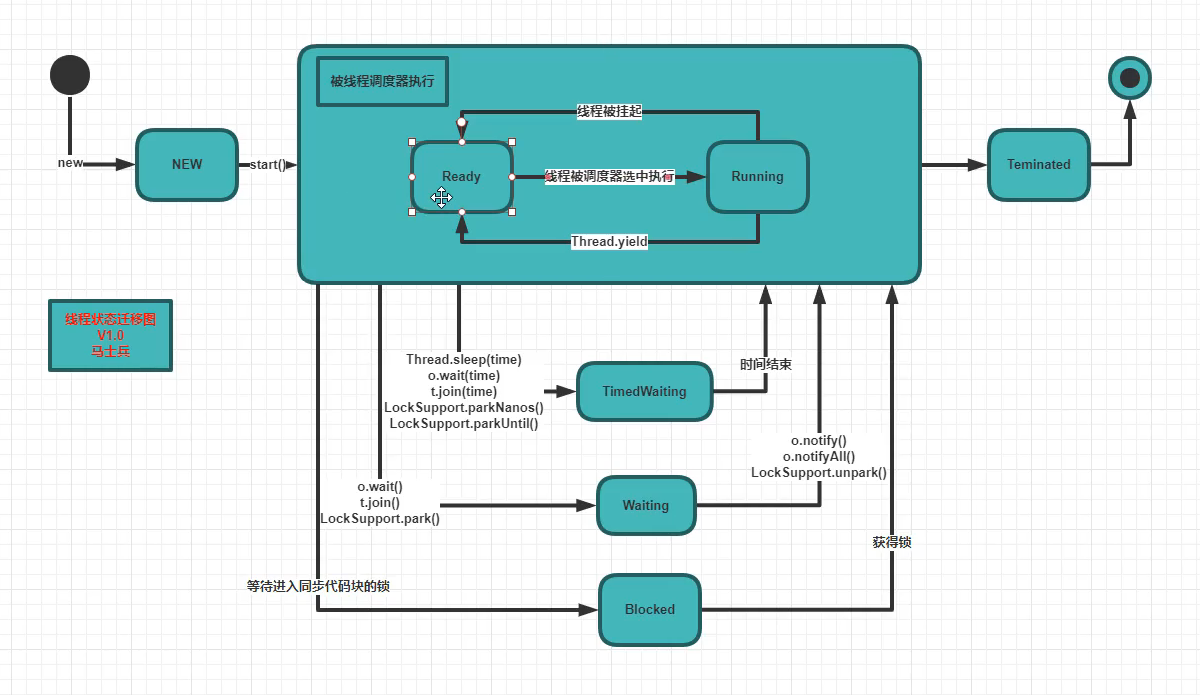 被线程调度器执行
线程被挂起
new
NEW
start()
Ready
线程被调度器选中执行
Running
Teminated
Thread.yield
线程状态迁移图
V1.0
马士兵
Thread.sleep(time)
o.wait(time)
t.join(time)
LockSupport.parkNanos()
LockSupport.parkUntil()
TimedWaiting
时间结束
o.wait()
t.join()
LockSupport.park()
Waiting
o.notify()
o.notifyAll()
LockSupport.unpark()
获得锁
等待进入同步代码块的锁
Blocked